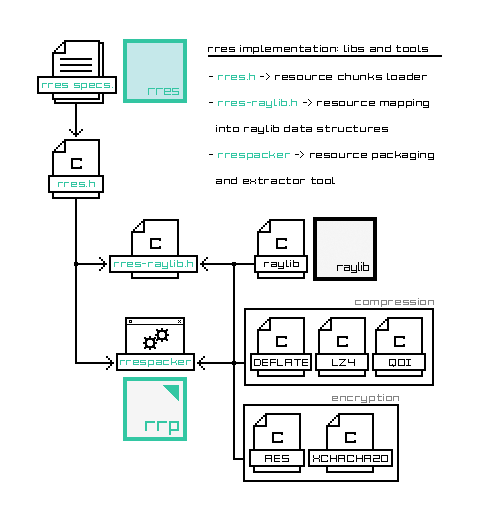 rres implementation: libs and tools
- rres.h -> resource chunks loader
- rres-raylib.h -> resource mapping
into raylib data structures
- rrespacker -> resource packaging
and extractor tool
rres specs.
rres
C
rres.h
C
rres-raylib.h
C
raylib
raylib
compression
rrespacker
C
DEFLATE
C
LZ4
C
QOI
rrp
encryption
C
AES
C
XCHACHA20